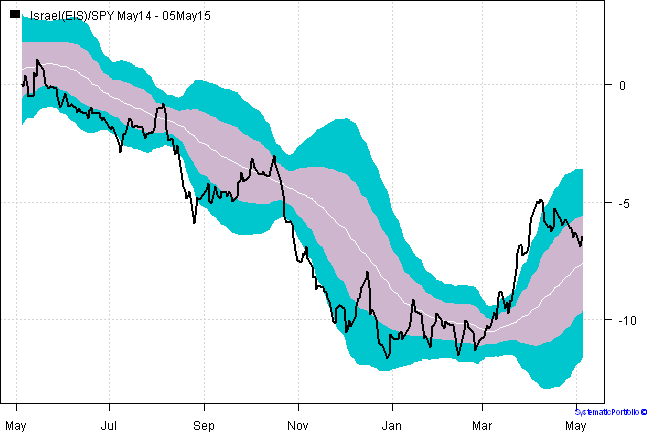 Israel(EIS)/SPY May14 - 05May15
0
-5
-10
SystematicPortfolio ©
May Jul Sep Nov Jan Mar May